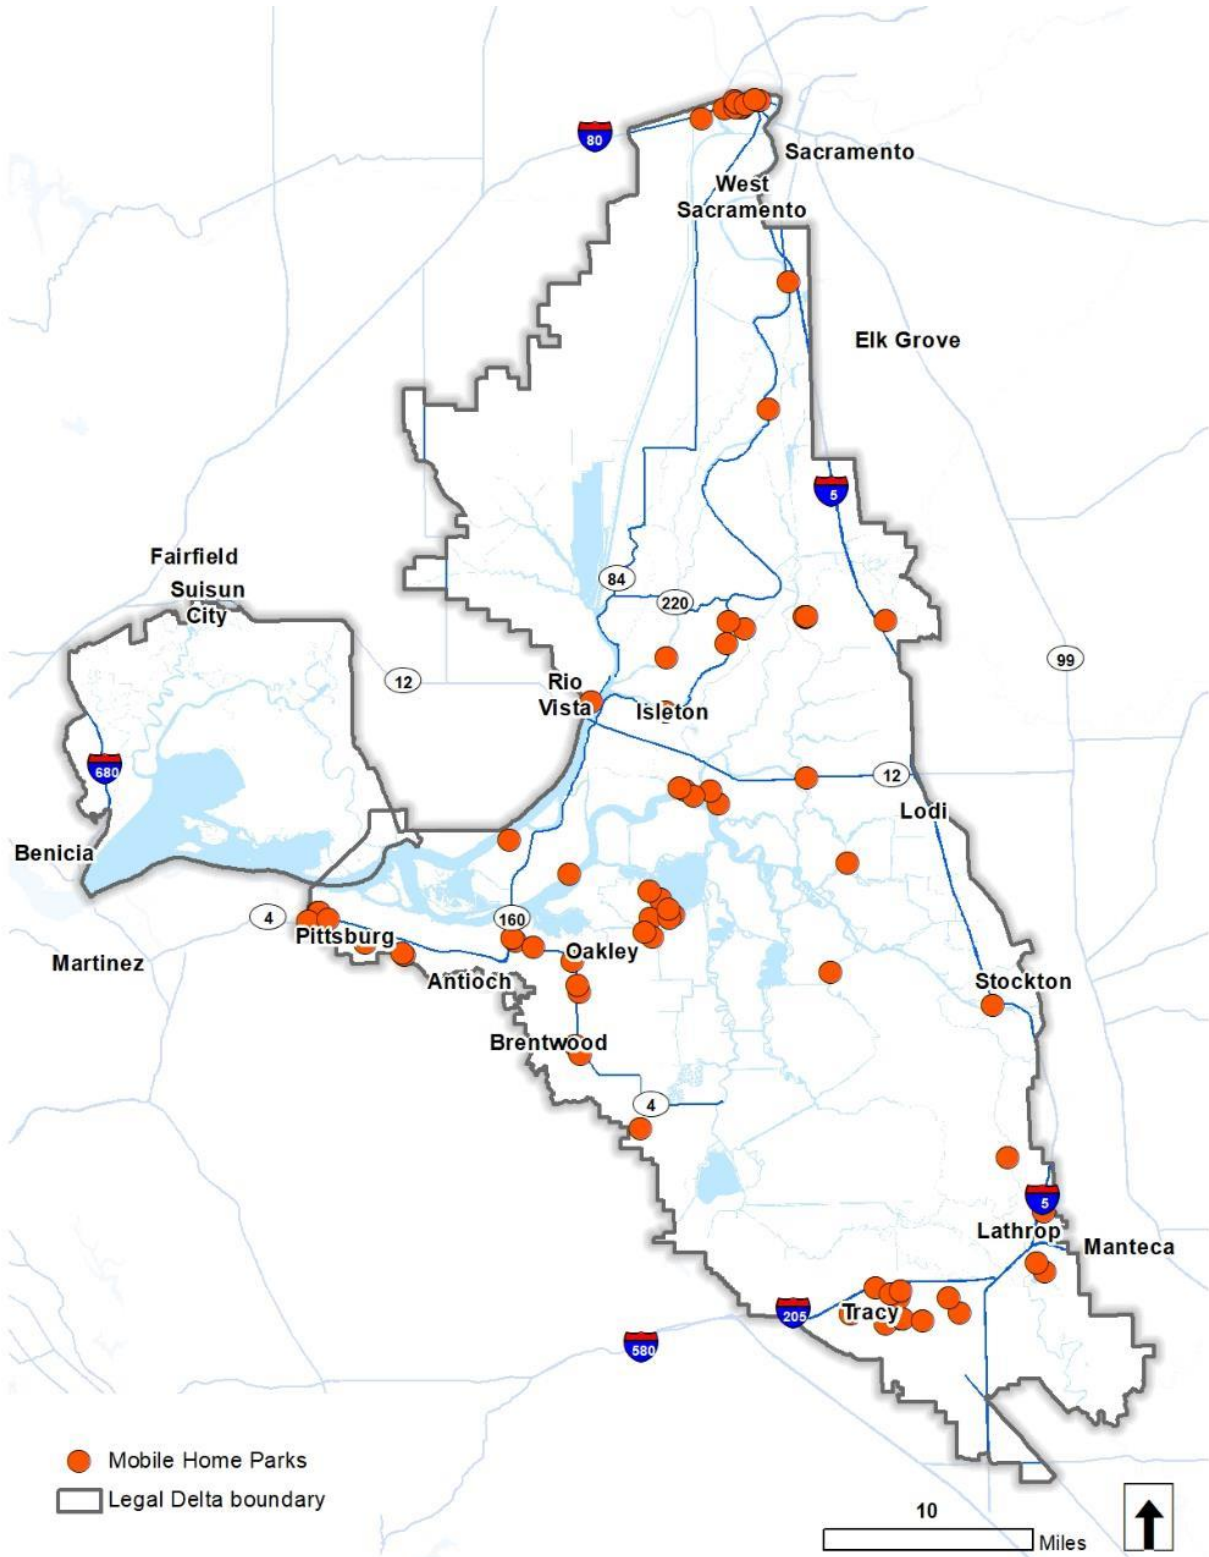 80
Sacramento
West
Sacramento
Elk Grove
5
Fairfield
Suisun
City
84
220
99
12
Rio
Vista
Isleton
680
12
Lodi
Benicia
4
160
Pittsburg
Oakley
Martinez
Antioch
Stockton
Brentwood
4
5
Lathrop
Manteca
205
Tracy
580
Mobile Home Parks
Legal Delta boundary
10
Miles